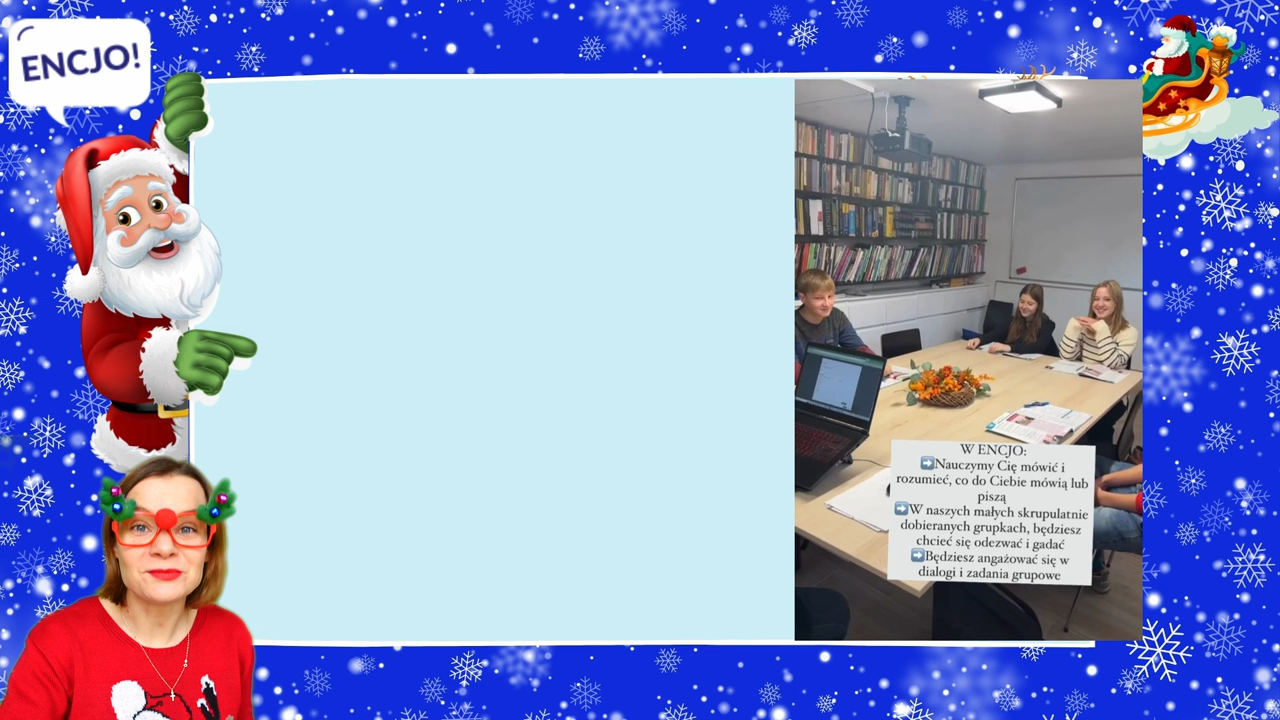 ENCJO!
W ENCJO:
➡️Nauczymy Cię mówić i
rozumieć, co do Ciebie mówią lub
piszą
➡️W naszych małych skrupulatnie
dobieranych grupkach, będziesz
chcieć się odezwać i gadać
➡️Będziesz angażować się w
dialogi i zadania grupowe